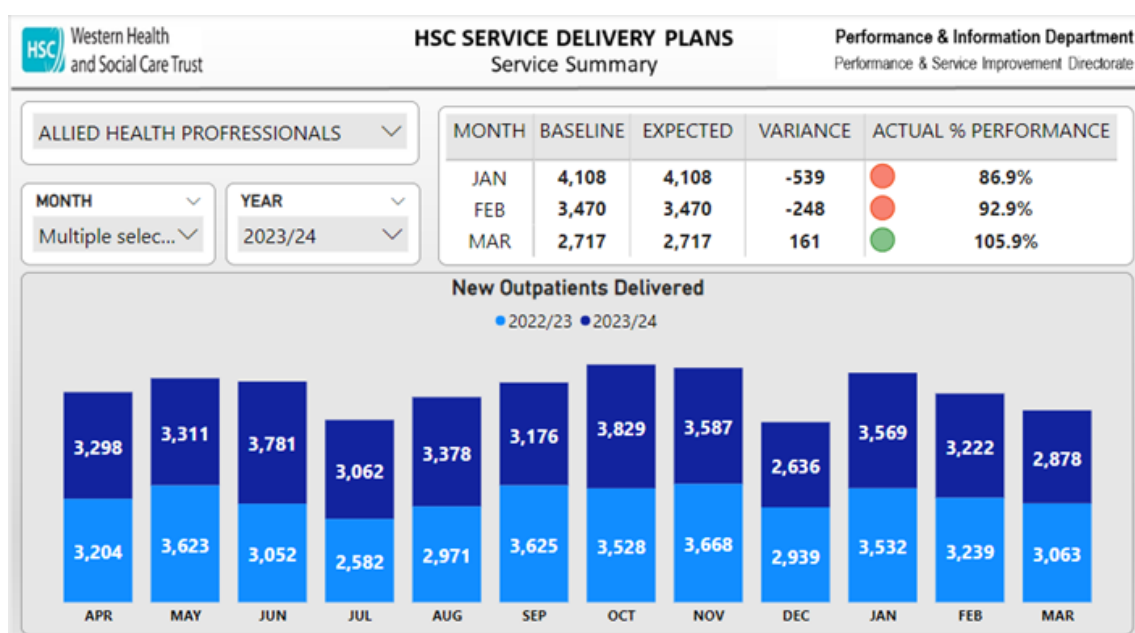 HSC
Western Health
and Social Care Trust
HSC SERVICE DELIVERY PLANS
Service Summary
Performance & Information Department
Performance & Service Improvement Directorate
ALLIED HEALTH PROFRESSIONALS
MONTH
Multiple selec...
YEAR
2023/24
MONTH BASELINE EXPECTED VARIANCE ACTUAL % PERFORMANCE
JAN 4,108 4,108 -539 86.9%
FEB 3,470 3,470 -248 92.9%
MAR 2,717 2,717 161 105.9%
New Outpatients Delivered
2022/23 2023/24
3,298 3,311 3,781 3,062 3,378 3,176 3,829 3,587 2,636 3,569 3,222 2,878
3,204 3,623 3,052 2,582 2,971 3,625 3,528 3,668 2,939 3,532 3,239 3,063
APR MAY JUN JUL AUG SEP OCT NOV DEC JAN FEB MAR